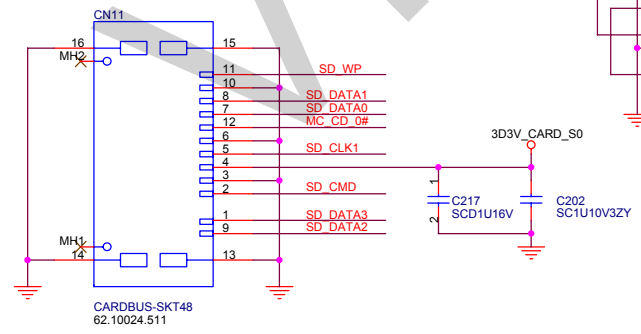 CN11
16
15
MH2
11
SD_WP
10
8
SD_DATA1
7
SD_DATA0
12
MC_CD_0#
6
5
SD_CLK1
3D3V_CARD_S0
4
3
2
SD_CMD
1
C217
SCD1U16V
2
C202
SC1U10V3ZY
1
SD_DATA3
9
SD_DATA2
MH1
14
13
CARDBUS-SKT48
62.10024.511